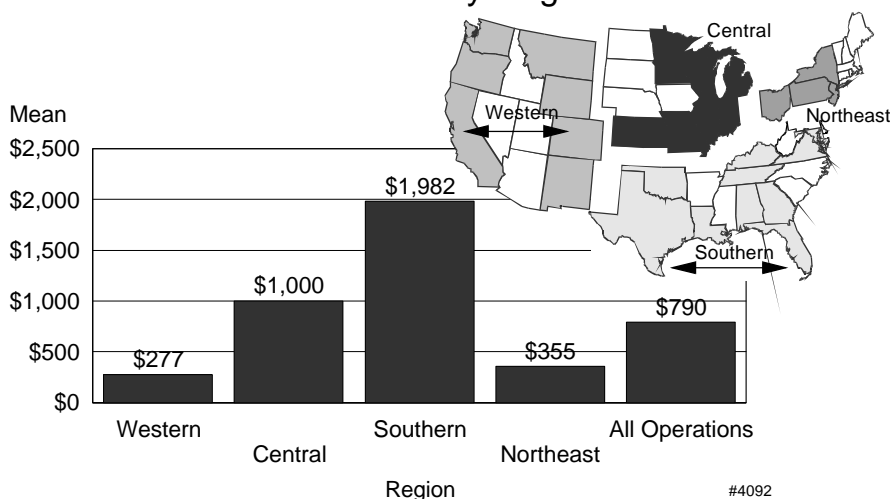 Central
Western
Northeast
Southern
Mean
$2,500
$2,000
$1,500
$1,000
$500
$0
$277
$1,000
$1,982
$355
$790
Western
Central
Southern
Northeast
All Operations
Region
#4092